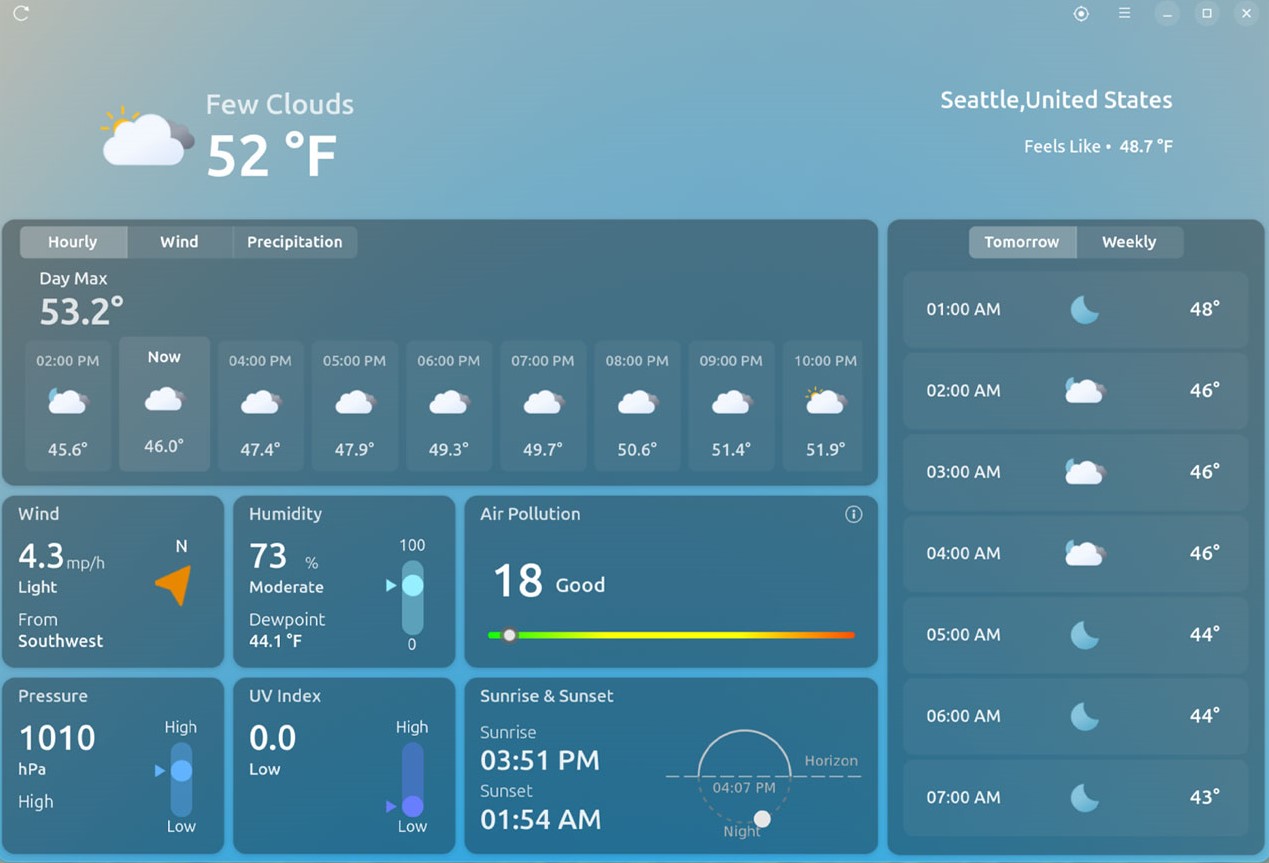 Few Clouds
52 °F
Seattle,United States
Feels Like • 48.7 °F
Hourly Wind Precipitation
Day Max
53.2°
02:00 PM Now 04:00 PM 05:00 PM 06:00 PM 07:00 PM 08:00 PM 09:00 PM 10:00 PM
45.6° 46.0° 47.4° 47.9° 49.3° 49.7° 50.6° 51.4° 51.9°
Tomorrow Weekly
01:00 AM 48°
02:00 AM 46°
03:00 AM 46°
04:00 AM 46°
05:00 AM 44°
06:00 AM 44°
07:00 AM 43°
Wind
4.3 mp/h
Light
From
Southwest
N
Humidity
73 %
Moderate
Dewpoint
44.1 °F
100
0
Air Pollution
18 Good
Pressure
1010
hPa
High
High
Low
UV Index
0.0
Low
High
Low
Sunrise & Sunset
Sunrise
03:51 PM
Sunset
01:54 AM
Horizon
04:07 PM
Night